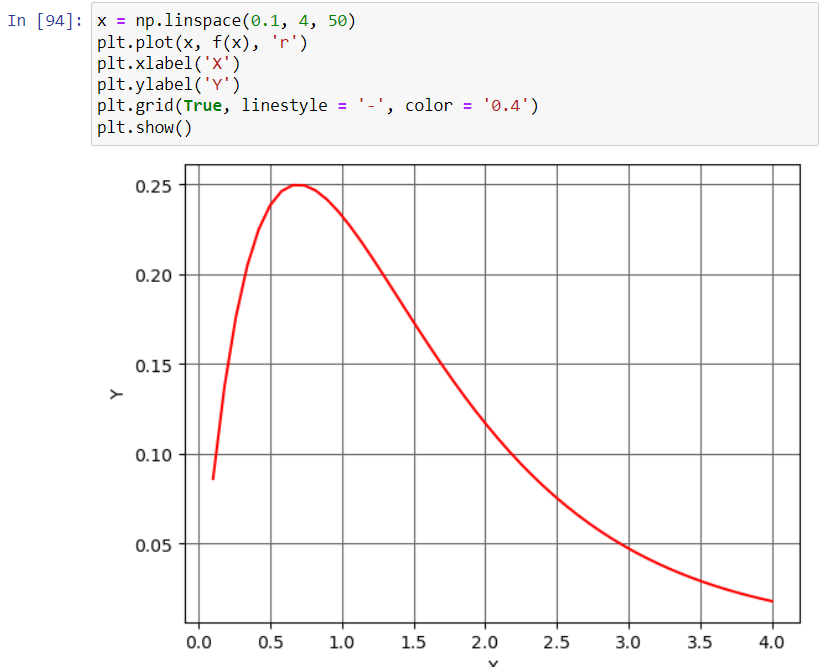 In [94]: x = np.linspace(0.1, 4, 50)
plt.plot(x, f(x), 'r')
plt.xlabel('X')
plt.ylabel('Y')
plt.grid(True, linestyle = '-', color = '0.4')
plt.show()
0.25
0.20
0.15
Y
0.10
0.05
0.0 0.5 1.0 1.5 2.0 2.5 3.0 3.5 4.0
X